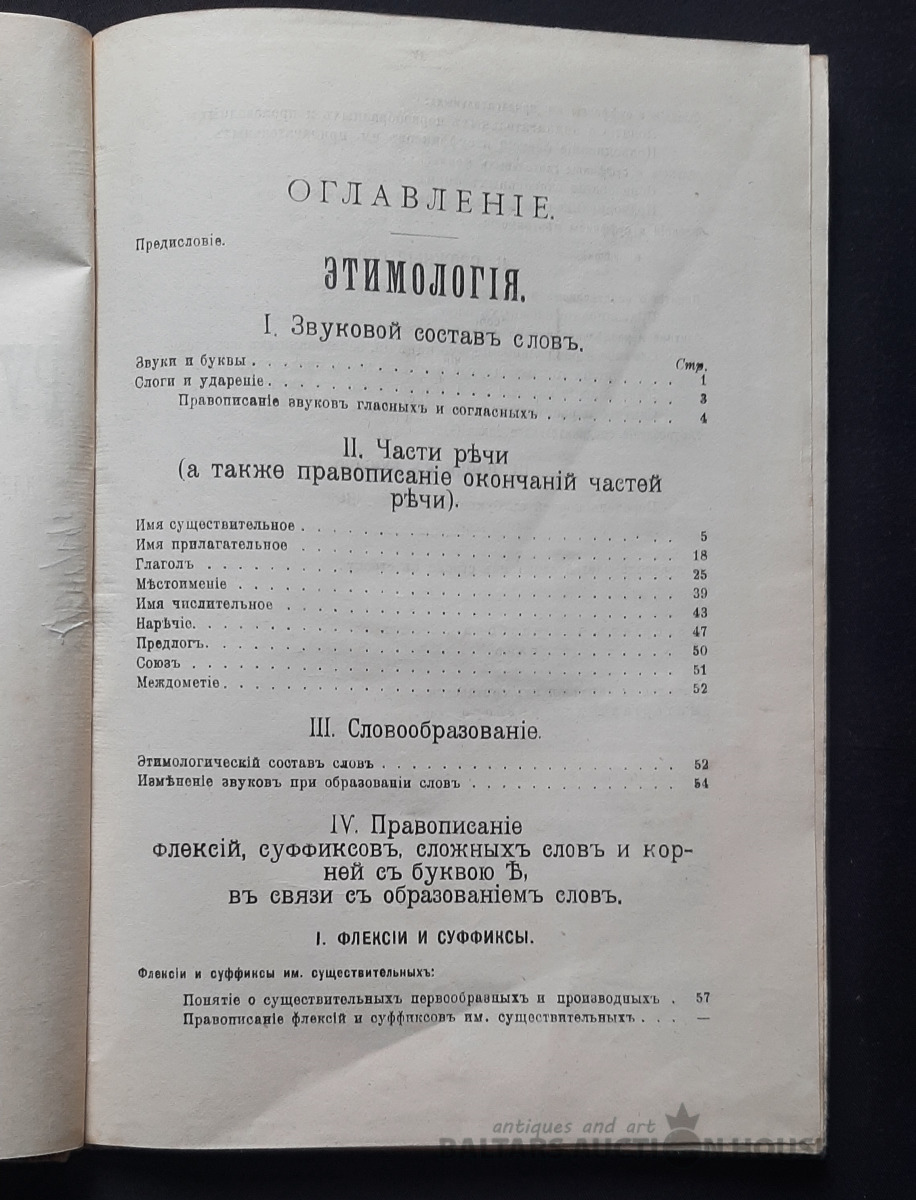 ОГЛАВЛЕНІЕ.
Предисловіе.
ЭТИМОЛОГІЯ.
I. Звуковой составъ словъ.
Стр.
Звуки и буквы . . . . . . . . . . . . . . . . . . . . . . 1
Слоги и удареніе . . . . . . . . . . . . . . . . . . . . . 3
Правописаніе звуковъ гласныхъ и согласныхъ . . . . . . . . 4
II. Части рѣчи
(а также правописаніе окончаній частей
рѣчи).
Имя существительное . . . . . . . . . . . . . . . . . . . 5
Имя прилагательное . . . . . . . . . . . . . . . . . . . 18
Глаголъ . . . . . . . . . . . . . . . . . . . . . . . . 25
Мѣстоименіе . . . . . . . . . . . . . . . . . . . . . . 39
Имя числительное . . . . . . . . . . . . . . . . . . . . 43
Нарѣчіе. . . . . . . . . . . . . . . . . . . . . . . . . 47
Предлогъ. . . . . . . . . . . . . . . . . . . . . . . . 50
Союзъ . . . . . . . . . . . . . . . . . . . . . . . . . 51
Междометіе . . . . . . . . . . . . . . . . . . . . . . . 52
III. Словообразованіе.
Этимологическій составъ словъ . . . . . . . . . . . . . . 52
Измѣненіе звуковъ при образованіи словъ . . . . . . . . . 54
IV. Правописаніе
флексій, суффиксовъ, сложныхъ словъ и кор-
ней съ буквою Ѣ,
въ связи съ образованіемъ словъ.
I. ФЛЕКСІИ И СУФФИКСЫ.
Флексіи и суффиксы им. существительныхъ:
Понятіе о существительныхъ первообразныхъ и производныхъ . 57
Правописаніе флексій и суффиксовъ им. существительныхъ . . . —
antiques and art
BALTARS AUCTION HOUSE